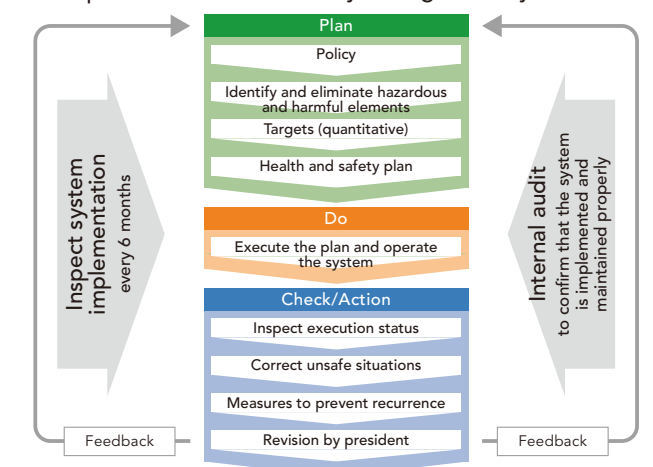 Plan
Policy
Identify and eliminate hazardous
and harmful elements
Targets (quantitative)
Health and safety plan
Do
Execute the plan and operate
the system
Check/Action
Inspect execution status
Correct unsafe situations
Measures to prevent recurrence
Revision by president
Inspect system
implementation
every 6 months
Internal audit
to confirm that the system
is implemented and
maintained properly
Feedback
Feedback